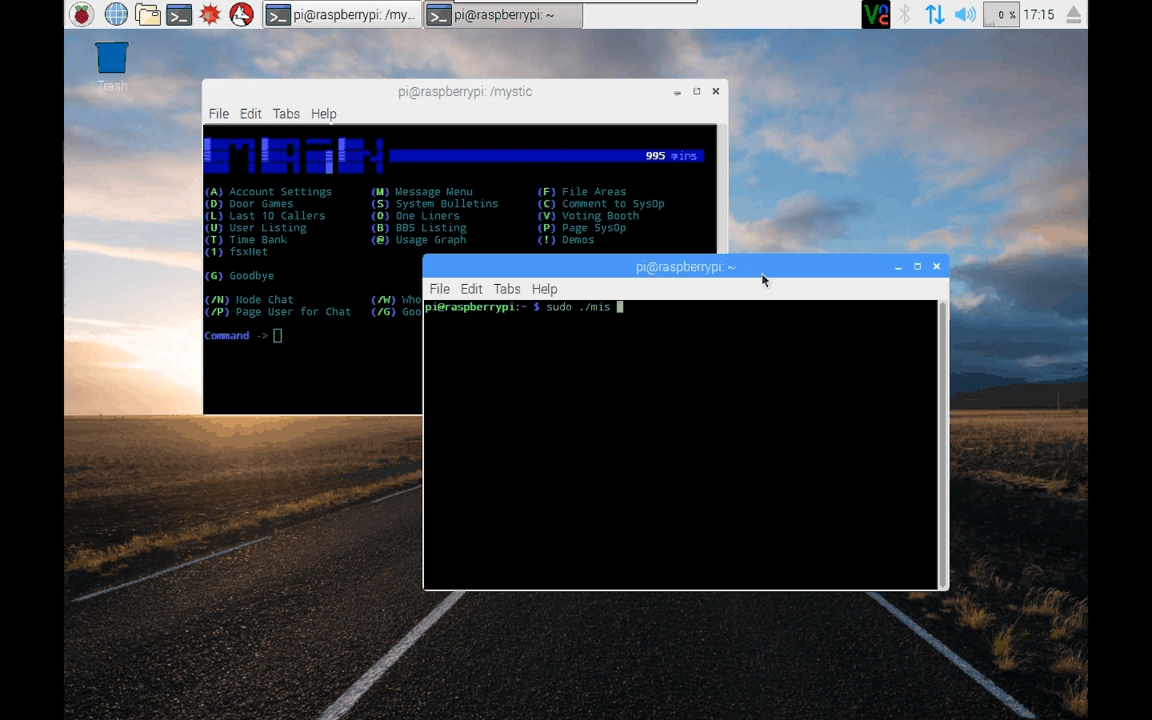 pi@raspberrypi: /my...
pi@raspberrypi: ~
0 %
17:15
Trash
pi@raspberrypi: /mystic
File Edit Tabs Help
MAiN
995 mins
(A) Account Settings (M) Message Menu (F) File Areas
(D) Door Games (S) System Bulletins (C) Comment to SysOp
(L) Last 10 Callers (O) One Liners (V) Voting Booth
(U) User Listing (B) BBS Listing (P) Page SysOp
(T) Time Bank (@) Usage Graph (!) Demos
(1) fsxNet
(G) Goodbye
(/N) Node Chat (/W) Who
(/P) Page User for Chat (/G) Goo
Command ->
pi@raspberrypi: ~
File Edit Tabs Help
pi@raspberrypi:~ $ sudo ./mis